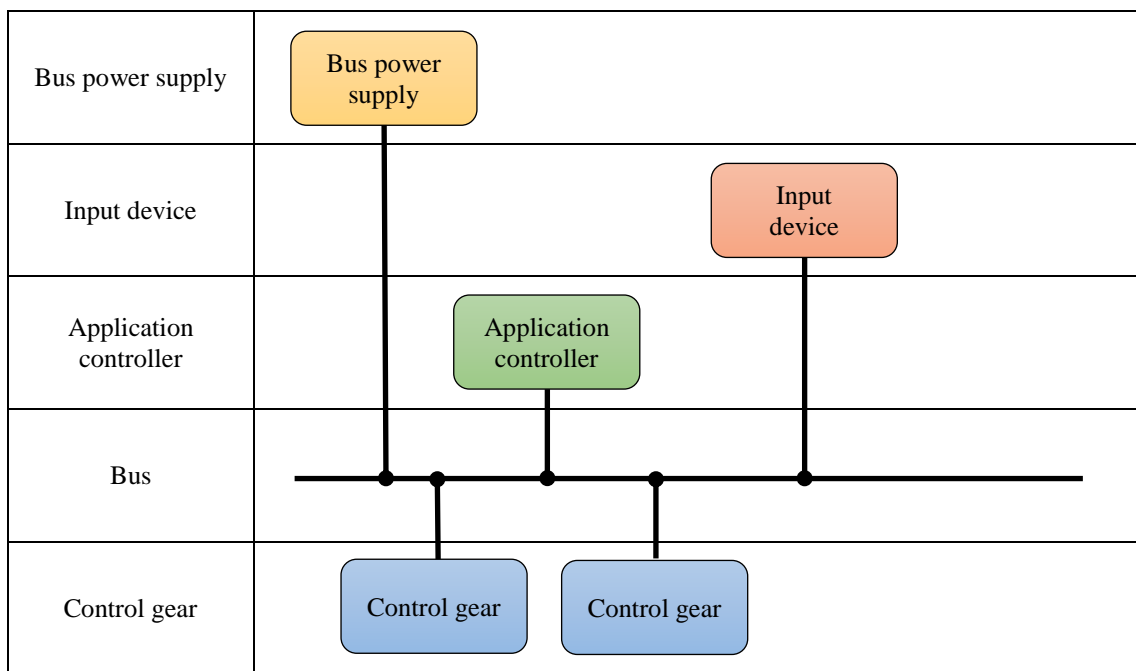 Bus power supply
Bus power
supply
Input device
Input
device
Application
controller
Application
controller
Bus
Control gear
Control gear
Control gear